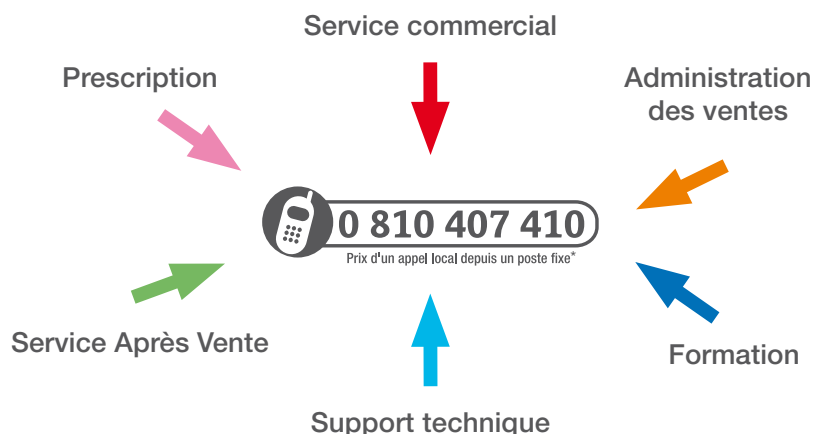 Service commercial
Prescription
Administration
des ventes
0 810 407 410
Prix d'un appel local depuis un poste fixe*
Service Après Vente
Formation
Support technique